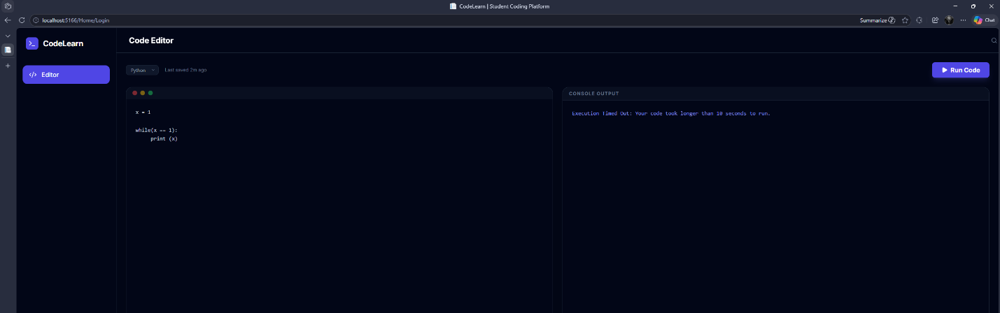 CodeLearn | Student Coding Platform
localhost:5166/Home/Login
Summarize
Chat
>_ CodeLearn
Code Editor
</> Editor
Python
Last saved 2m ago
Run Code
x = 1
while(x == 1):
     print (x)
CONSOLE OUTPUT
Execution Timed Out: Your code took longer than 10 seconds to run.